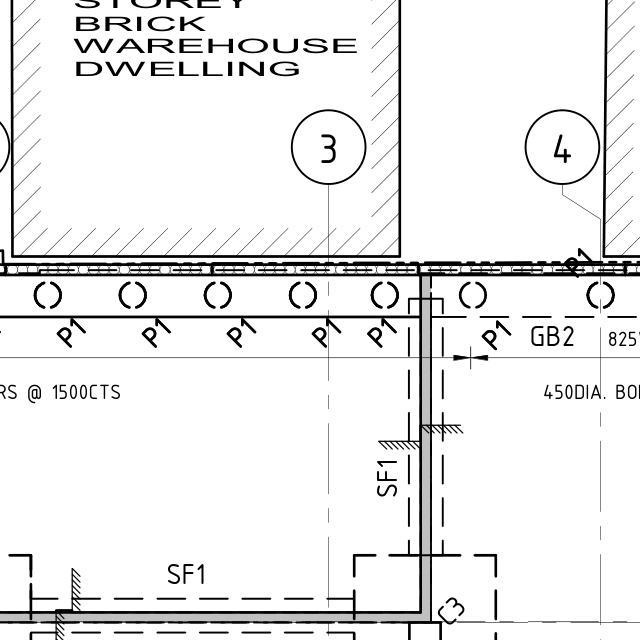 STOREY
BRICK
WAREHOUSE
DWELLING
3
4
P1
P1
P1
P1
P1
P1
P1
GB2
825
RS @ 1500CTS
450DIA. BO
SF1
SF1
C3